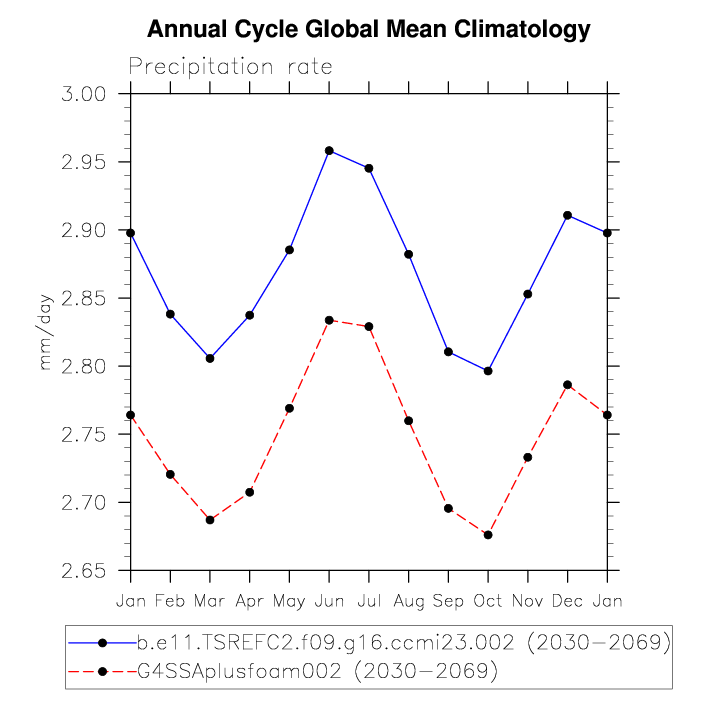 Annual Cycle Global Mean Climatology
Precipitation rate
3.00
2.95
2.90
2.85
2.80
2.75
2.70
2.65
mm/day
Jan Feb Mar Apr May Jun Jul Aug Sep Oct Nov Dec Jan
b.e11.TSREFC2.f09.g16.ccmi23.002 (2030-2069)
G4SSAplusfoam002 (2030-2069)